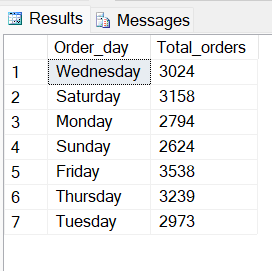 Results Messages
Order_day Total_orders
1 Wednesday 3024
2 Saturday 3158
3 Monday 2794
4 Sunday 2624
5 Friday 3538
6 Thursday 3239
7 Tuesday 2973